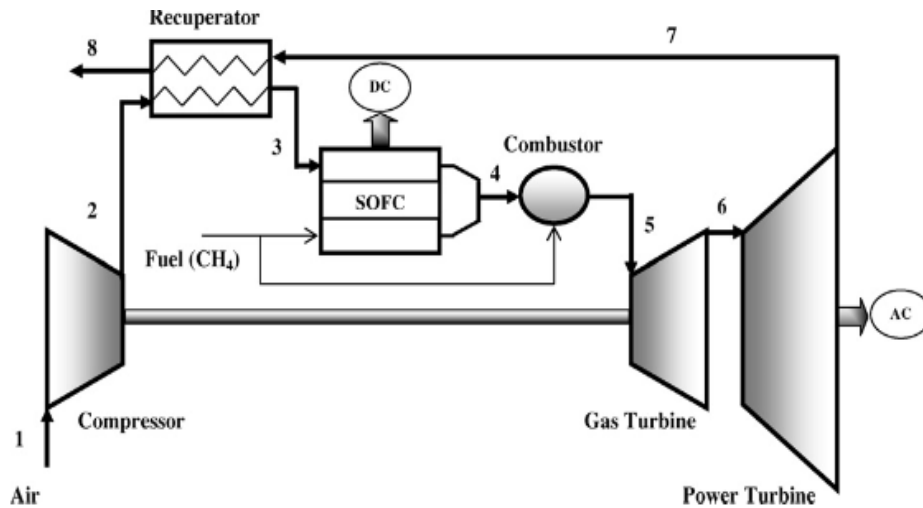 Recuperator
7
8
DC
3
Combustor
4
2
SOFC
5
6
Fuel (CH₄)
AC
Compressor
Gas Turbine
1
Air
Power Turbine